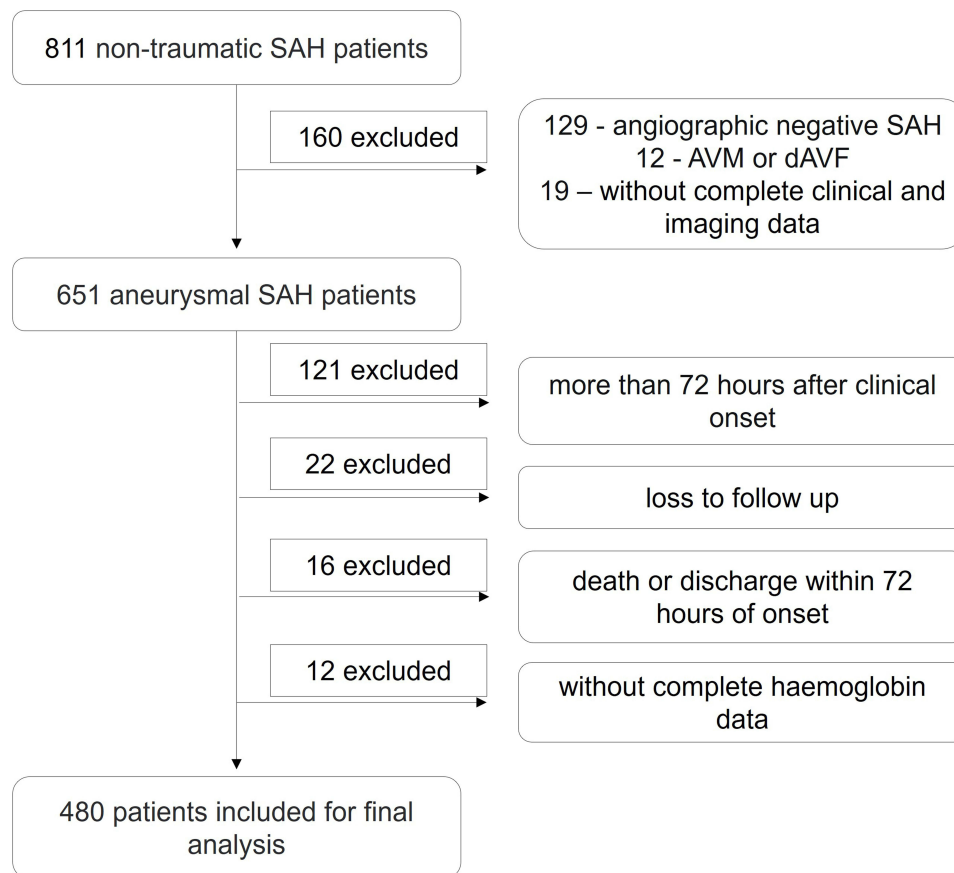 811 non-traumatic SAH patients
160 excluded
129 - angiographic negative SAH
12 - AVM or dAVF
19 – without complete clinical and
imaging data
651 aneurysmal SAH patients
121 excluded
more than 72 hours after clinical
onset
22 excluded
loss to follow up
16 excluded
death or discharge within 72
hours of onset
12 excluded
without complete haemoglobin
data
480 patients included for final
analysis